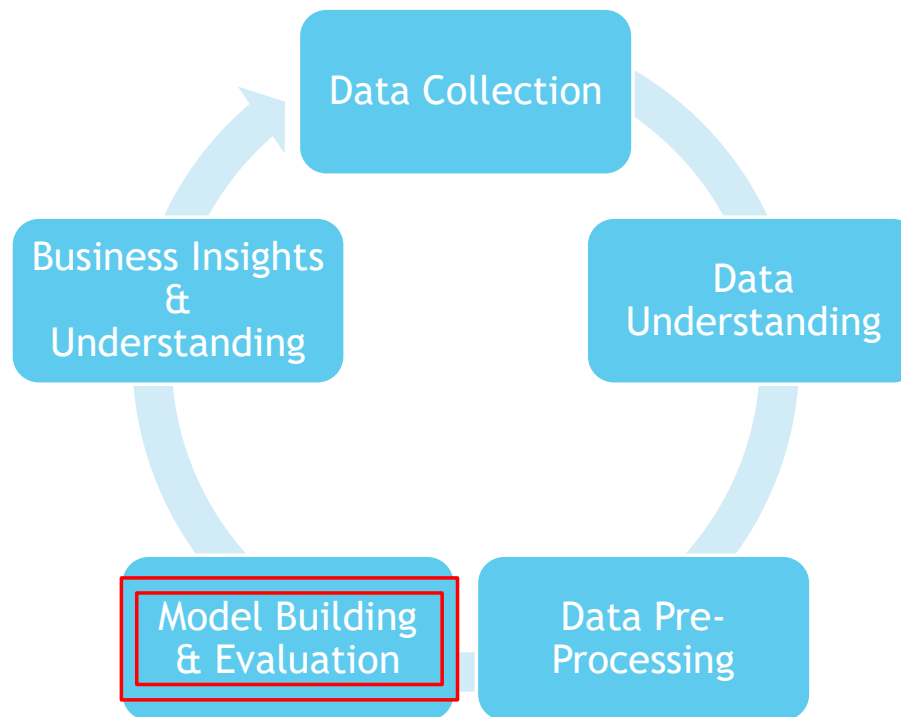 Data Collection
Business Insights
&
Understanding
Data
Understanding
Model Building
& Evaluation
Data Pre-
Processing